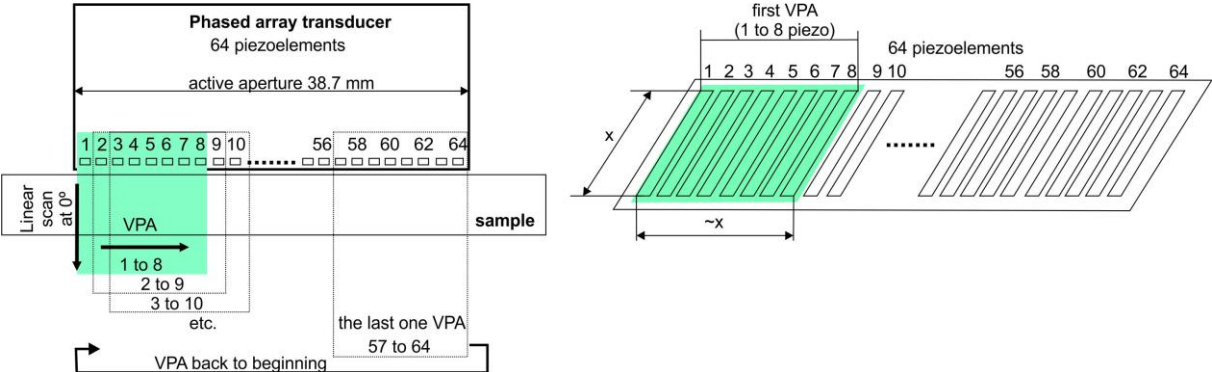 Phased array transducer
64 piezoelements
active aperture 38.7 mm
1 2 3 4 5 6 7 8 9 10 56 58 60 62 64
Linear
scan
at 0º
sample
VPA
1 to 8
2 to 9
3 to 10
etc.
the last one VPA
57 to 64
VPA back to beginning
first VPA
(1 to 8 piezo)
64 piezoelements
1 2 3 4 5 6 7 8 9 10 56 58 60 62 64
x
~x